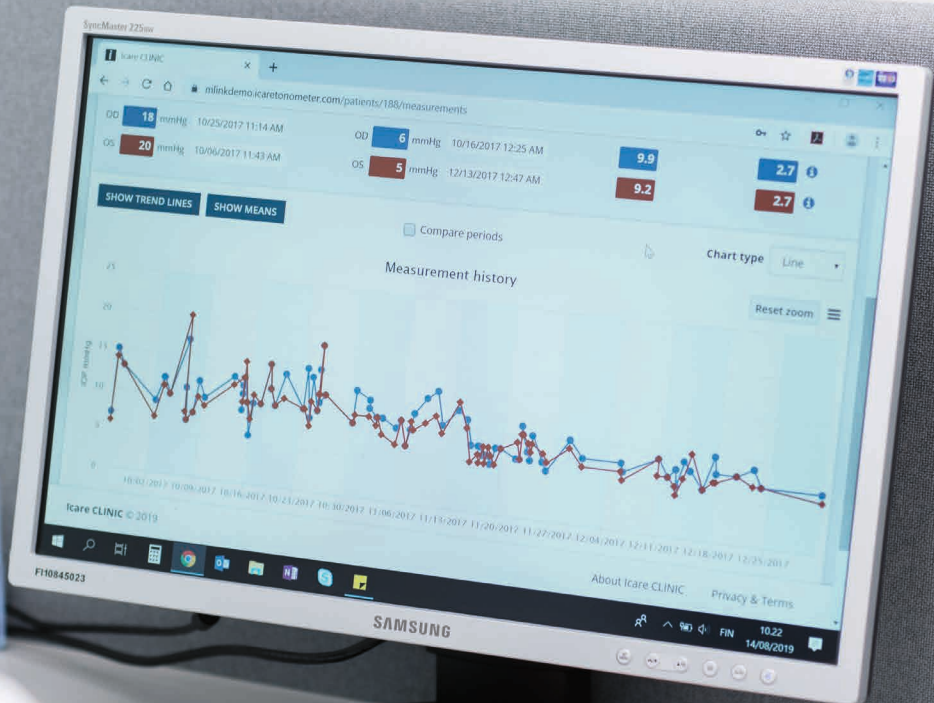 SyncMaster 225BW
Icare CLINIC × +
mlinkdemo.icaretonometer.com/patients/188/measurements
OD 18 mmHg 10/25/2017 11:14 AM OD 6 mmHg 10/16/2017 12:25 AM 9.9 2.7
OS 20 mmHg 10/06/2017 11:43 AM OS 5 mmHg 12/13/2017 12:47 AM 9.2 2.7
SHOW TREND LINES SHOW MEANS
Compare periods
Chart type Line
Measurement history
Reset zoom
25
20
15
10
5
0
IOP mmHg
10/02/2017 10/09/2017 10/16/2017 10/23/2017 10/30/2017 11/06/2017 11/13/2017 11/20/2017 11/27/2017 12/04/2017 12/11/2017 12/18/2017 12/25/2017
Icare CLINIC © 2019
About Icare CLINIC Privacy & Terms
FIN 10.22
14/08/2019
FI10845023
SAMSUNG